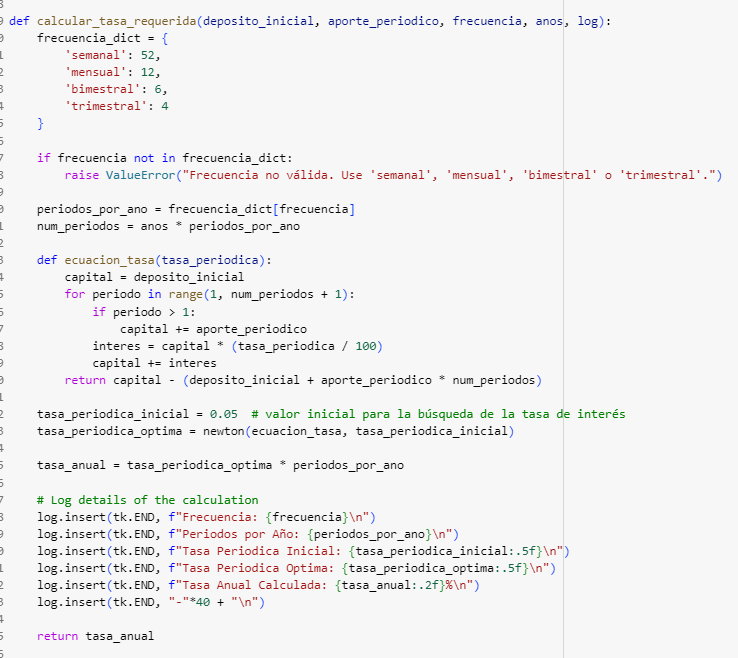 def calcular_tasa_requerida(deposito_inicial, aporte_periodico, frecuencia, anos, log):
    frecuencia_dict = {
        'semanal': 52,
        'mensual': 12,
        'bimestral': 6,
        'trimestral': 4
    }

    if frecuencia not in frecuencia_dict:
        raise ValueError("Frecuencia no válida. Use 'semanal', 'mensual', 'bimestral' o 'trimestral'.")

    periodos_por_ano = frecuencia_dict[frecuencia]
    num_periodos = anos * periodos_por_ano

    def ecuacion_tasa(tasa_periodica):
        capital = deposito_inicial
        for periodo in range(1, num_periodos + 1):
            if periodo > 1:
                capital += aporte_periodico
            interes = capital * (tasa_periodica / 100)
            capital += interes
        return capital - (deposito_inicial + aporte_periodico * num_periodos)

    tasa_periodica_inicial = 0.05  # valor inicial para la búsqueda de la tasa de interés
    tasa_periodica_optima = newton(ecuacion_tasa, tasa_periodica_inicial)

    tasa_anual = tasa_periodica_optima * periodos_por_ano

    # Log details of the calculation
    log.insert(tk.END, f"Frecuencia: {frecuencia}\n")
    log.insert(tk.END, f"Periodos por Año: {periodos_por_ano}\n")
    log.insert(tk.END, f"Tasa Periodica Inicial: {tasa_periodica_inicial:.5f}\n")
    log.insert(tk.END, f"Tasa Periodica Optima: {tasa_periodica_optima:.5f}\n")
    log.insert(tk.END, f"Tasa Anual Calculada: {tasa_anual:.2f}%\n")
    log.insert(tk.END, "-"*40 + "\n")

    return tasa_anual